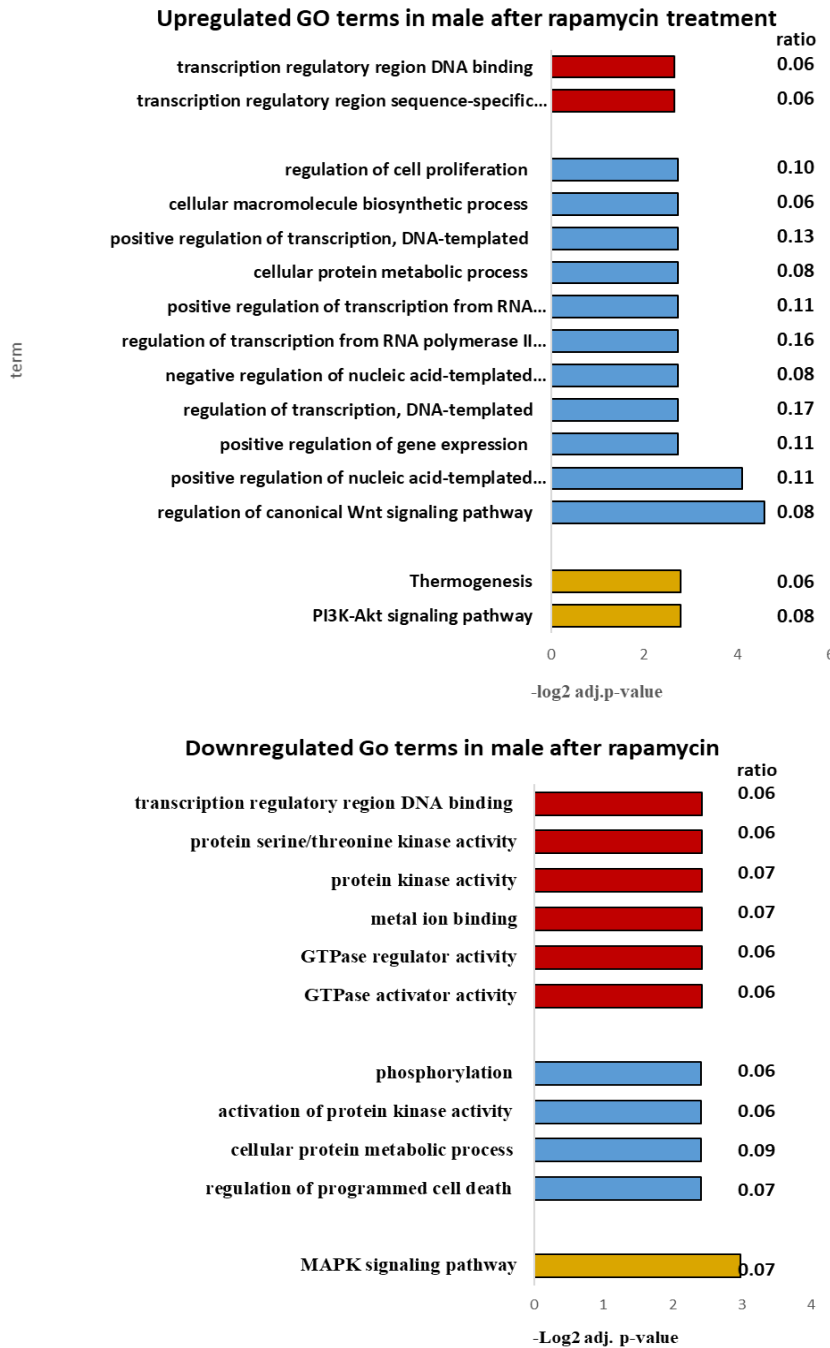 Upregulated GO terms in male after rapamycin treatment
ratio
transcription regulatory region DNA binding 0.06
transcription regulatory region sequence-specific... 0.06
regulation of cell proliferation 0.10
cellular macromolecule biosynthetic process 0.06
positive regulation of transcription, DNA-templated 0.13
cellular protein metabolic process 0.08
positive regulation of transcription from RNA... 0.11
term
regulation of transcription from RNA polymerase II... 0.16
negative regulation of nucleic acid-templated... 0.08
regulation of transcription, DNA-templated 0.17
positive regulation of gene expression 0.11
positive regulation of nucleic acid-templated... 0.11
regulation of canonical Wnt signaling pathway 0.08
Thermogenesis 0.06
PI3K-Akt signaling pathway 0.08
0 2 4 6
-log2 adj.p-value
Downregulated Go terms in male after rapamycin
ratio
transcription regulatory region DNA binding 0.06
protein serine/threonine kinase activity 0.06
protein kinase activity 0.07
metal ion binding 0.07
GTPase regulator activity 0.06
GTPase activator activity 0.06
phosphorylation 0.06
activation of protein kinase activity 0.06
cellular protein metabolic process 0.09
regulation of programmed cell death 0.07
MAPK signaling pathway 0.07
0 1 2 3 4
-Log2 adj. p-value